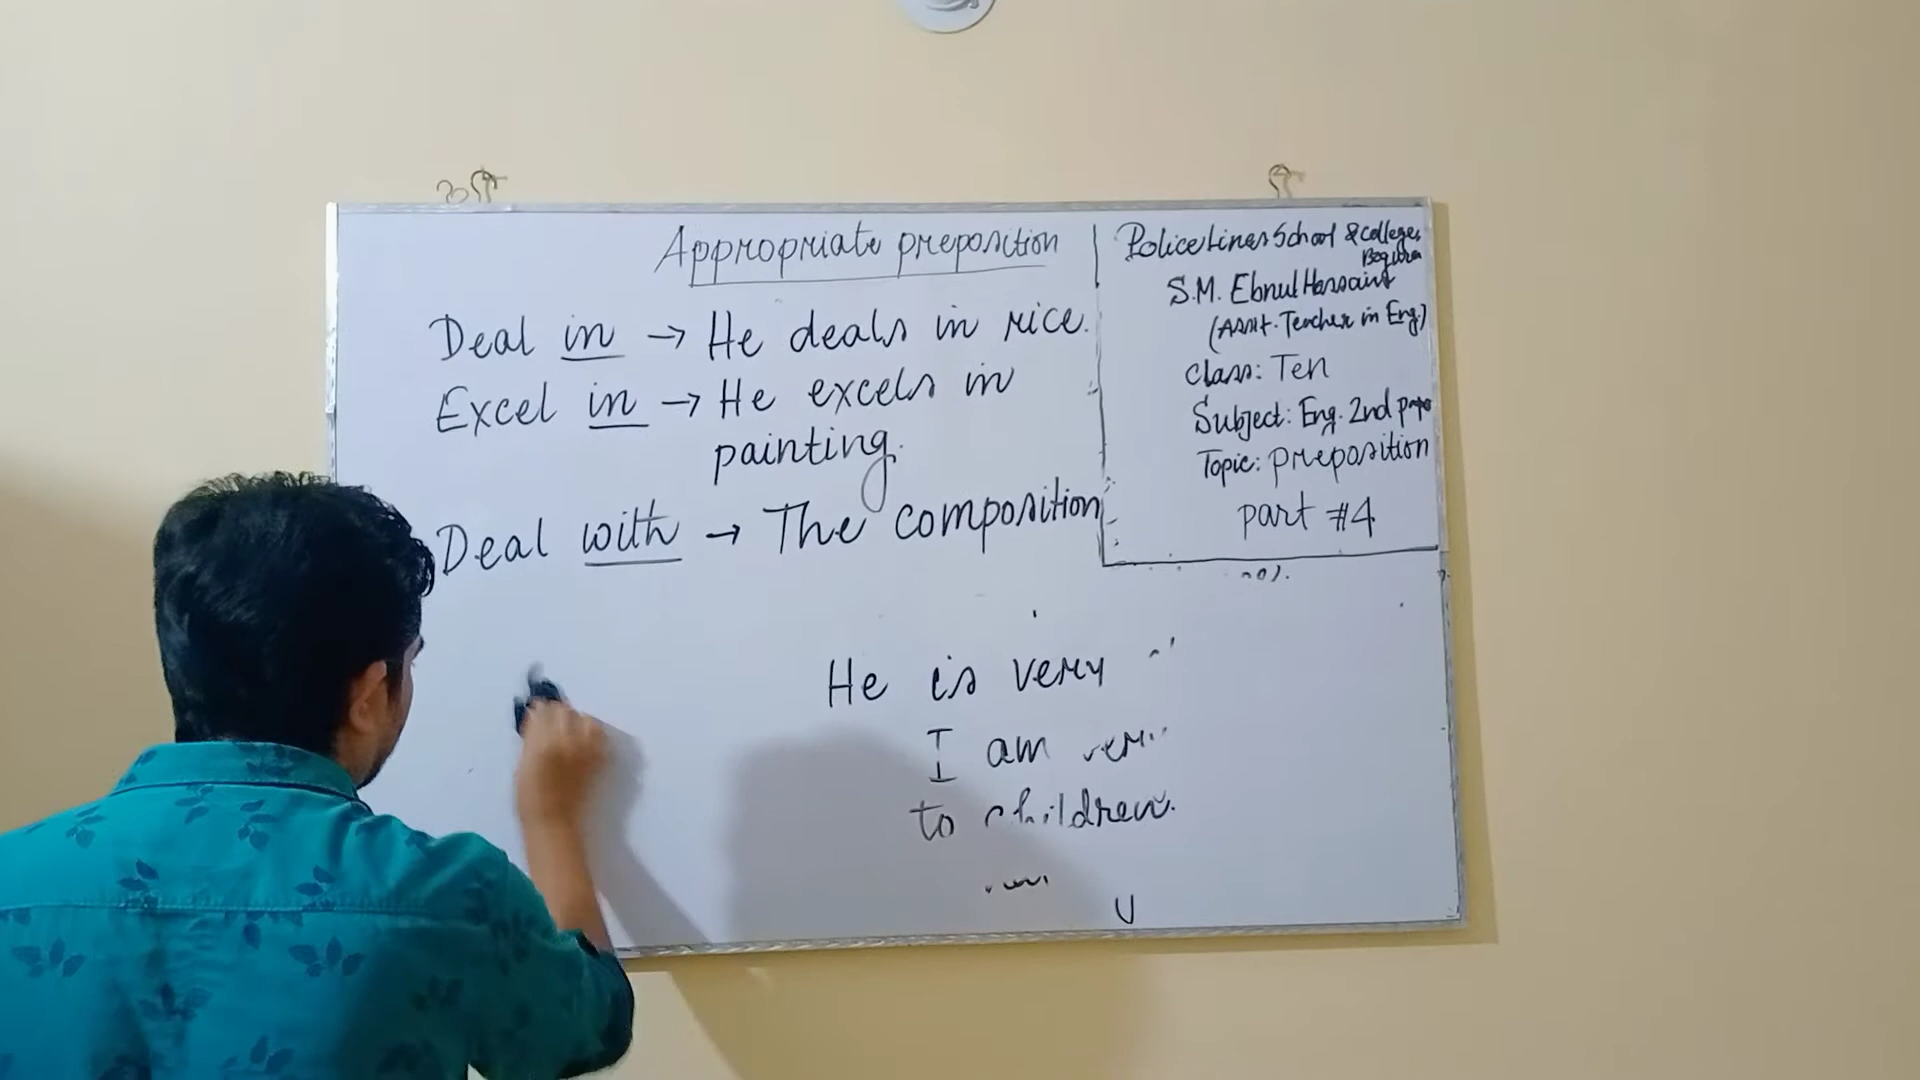 Appropriate preposition
Deal in → He deals in rice.
Excel in → He excels in
painting.
Deal with → The composition
He is very
I am
to children.
Police Lines School & college,
Bogura
S.M. Ebnul Hassain
(Asst. Teacher in Eng.)
Class: Ten
Subject: Eng. 2nd paper
Topic: preposition
part #4